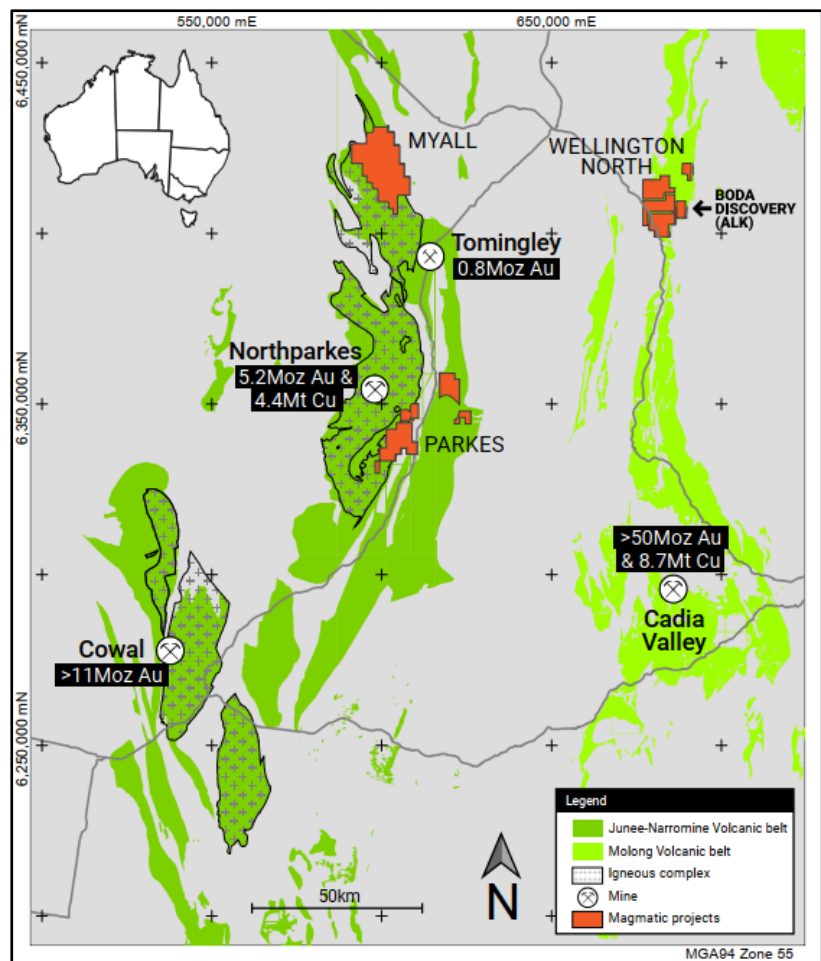 550,000 mE
650,000 mE
6,450,000 mN
MYALL
WELLINGTON
NORTH
BODA
DISCOVERY
(ALK)
Tomingley
0.8Moz Au
Northparkes
5.2Moz Au &
4.4Mt Cu
6,350,000 mN
PARKES
>50Moz Au
& 8.7Mt Cu
Cadia
Valley
Cowal
>11Moz Au
6,250,000 mN
Legend
Junee-Narromine Volcanic belt
Molong Volcanic belt
Igneous complex
Mine
Magmatic projects
50km
N
MGA94 Zone 55